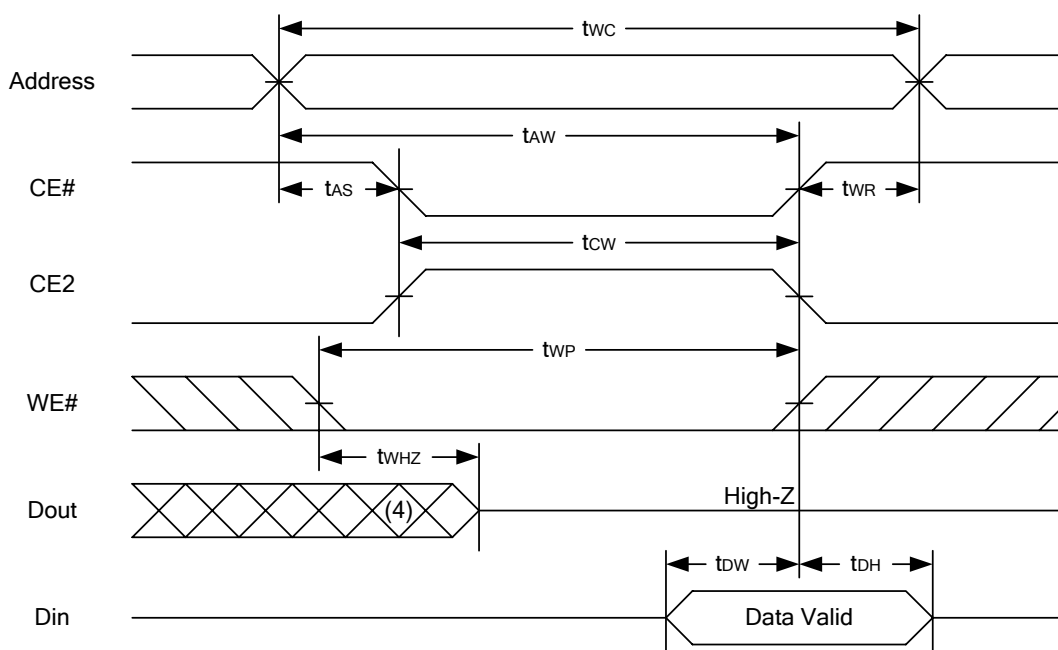 tWC
Address
tAW
CE#
tAS
tWR
tCW
CE2
tWP
WE#
tWHZ
Dout
(4)
High-Z
tDW
tDH
Din
Data Valid